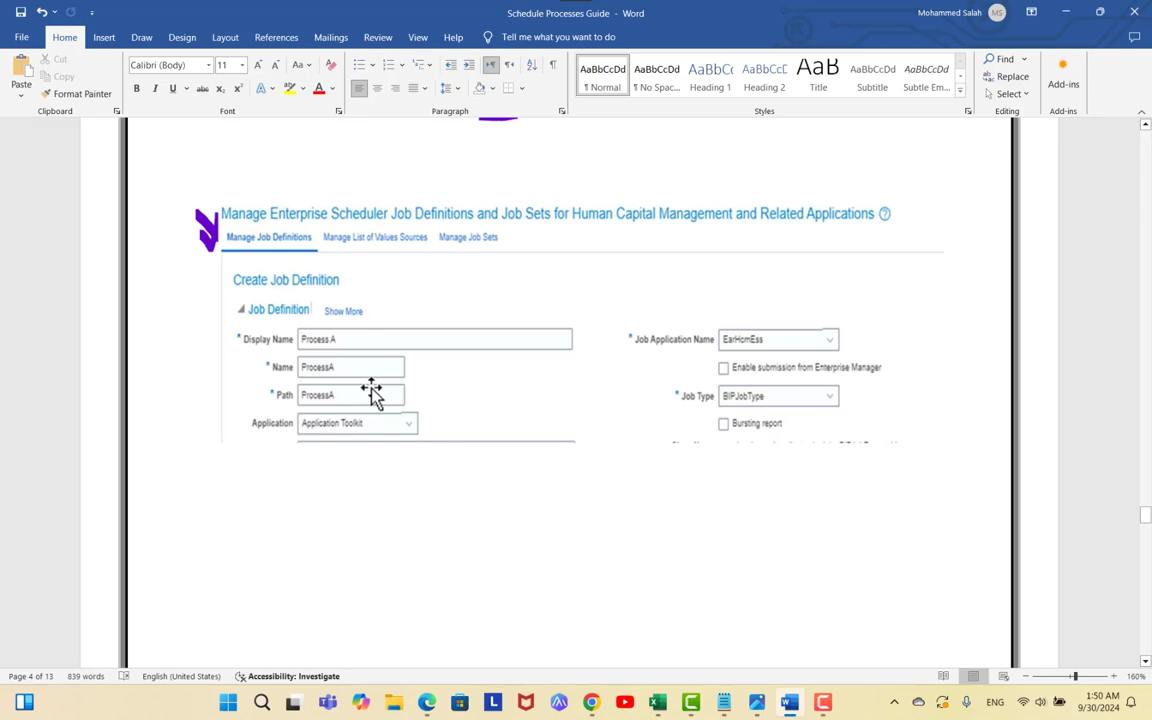 Schedule Processes Guide - Word
Mohammed Salah MS
File Home Insert Draw Design Layout References Mailings Review View Help Tell me what you want to do
Paste Cut Copy Format Painter
Clipboard
Calibri (Body) 11
Font
Paragraph
AaBbCcDd AaBbCcDd AaBbCc AaBbCcC AaB AaBbCcD AaBbCcDd
¶ Normal ¶ No Spac... Heading 1 Heading 2 Title Subtitle Subtle Em...
Styles
Find Replace Select
Editing
Add-ins
Manage Enterprise Scheduler Job Definitions and Job Sets for Human Capital Management and Related Applications
Manage Job Definitions Manage List of Values Sources Manage Job Sets
Create Job Definition
Job Definition Show More
* Display Name Process A
* Name ProcessA
* Path ProcessA
Application Application Toolkit
* Job Application Name EarHcmEss
Enable submission from Enterprise Manager
* Job Type BIPJobType
Bursting report
Page 4 of 13 839 words English (United States) Accessibility: Investigate 160%
ENG 1:50 AM
9/30/2024